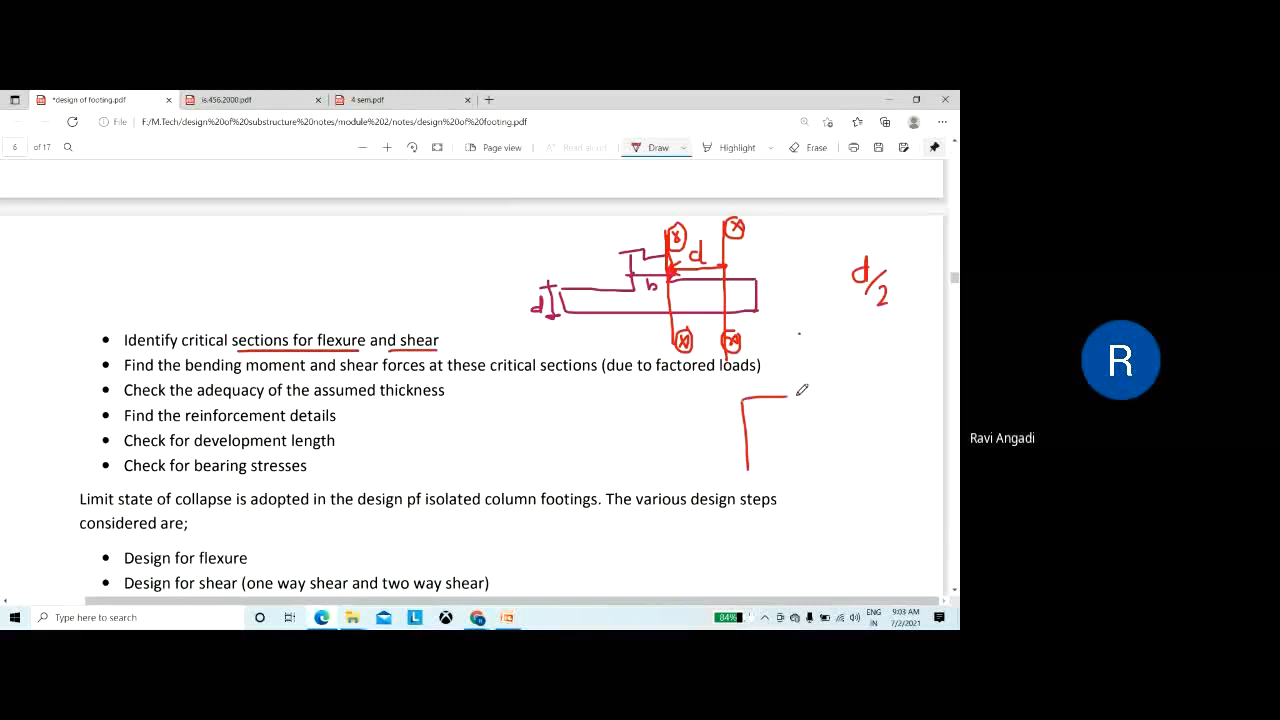 *design of footing.pdf
is.456.2000.pdf
4 sem.pdf
File F:/M.Tech/design%20of%20substructure%20notes/module%202/notes/design%20of%20footing.pdf
6 of 17
Page view
Read aloud
Draw
Highlight
Erase
d
b
d
d/2
• Identify critical sections for flexure and shear
• Find the bending moment and shear forces at these critical sections (due to factored loads)
• Check the adequacy of the assumed thickness
• Find the reinforcement details
• Check for development length
• Check for bearing stresses
Limit state of collapse is adopted in the design pf isolated column footings. The various design steps
considered are;
• Design for flexure
• Design for shear (one way shear and two way shear)
Type here to search
84%
ENG
IN
9:03 AM
7/2/2021
R
Ravi Angadi